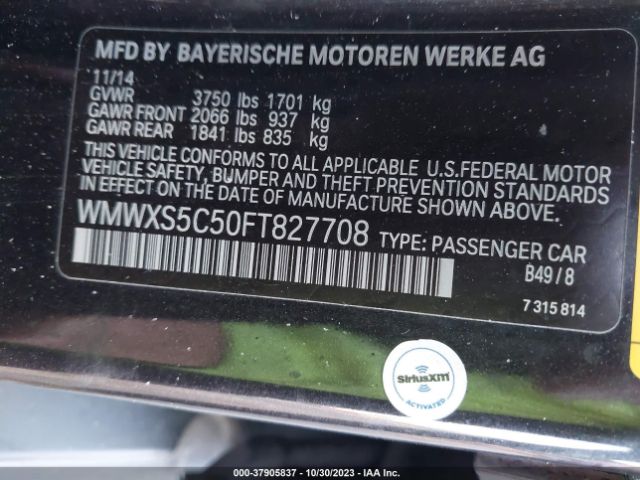 MFD BY BAYERISCHE MOTOREN WERKE AG
11/14
GVWR 3750 lbs 1701 kg
GAWR FRONT 2066 lbs 937 kg
GAWR REAR 1841 lbs 835 kg
THIS VEHICLE CONFORMS TO ALL APPLICABLE U.S.FEDERAL MOTOR
VEHICLE SAFETY, BUMPER AND THEFT PREVENTION STANDARDS
IN EFFECT ON THE DATE OF MANUFACTURE SHOWN ABOVE.
WMWXS5C50FT827708 TYPE: PASSENGER CAR
B49/8
7 315 814
SiriusXM
ACTIVATED
000-37905837 - 10/30/2023 - IAAI.COM